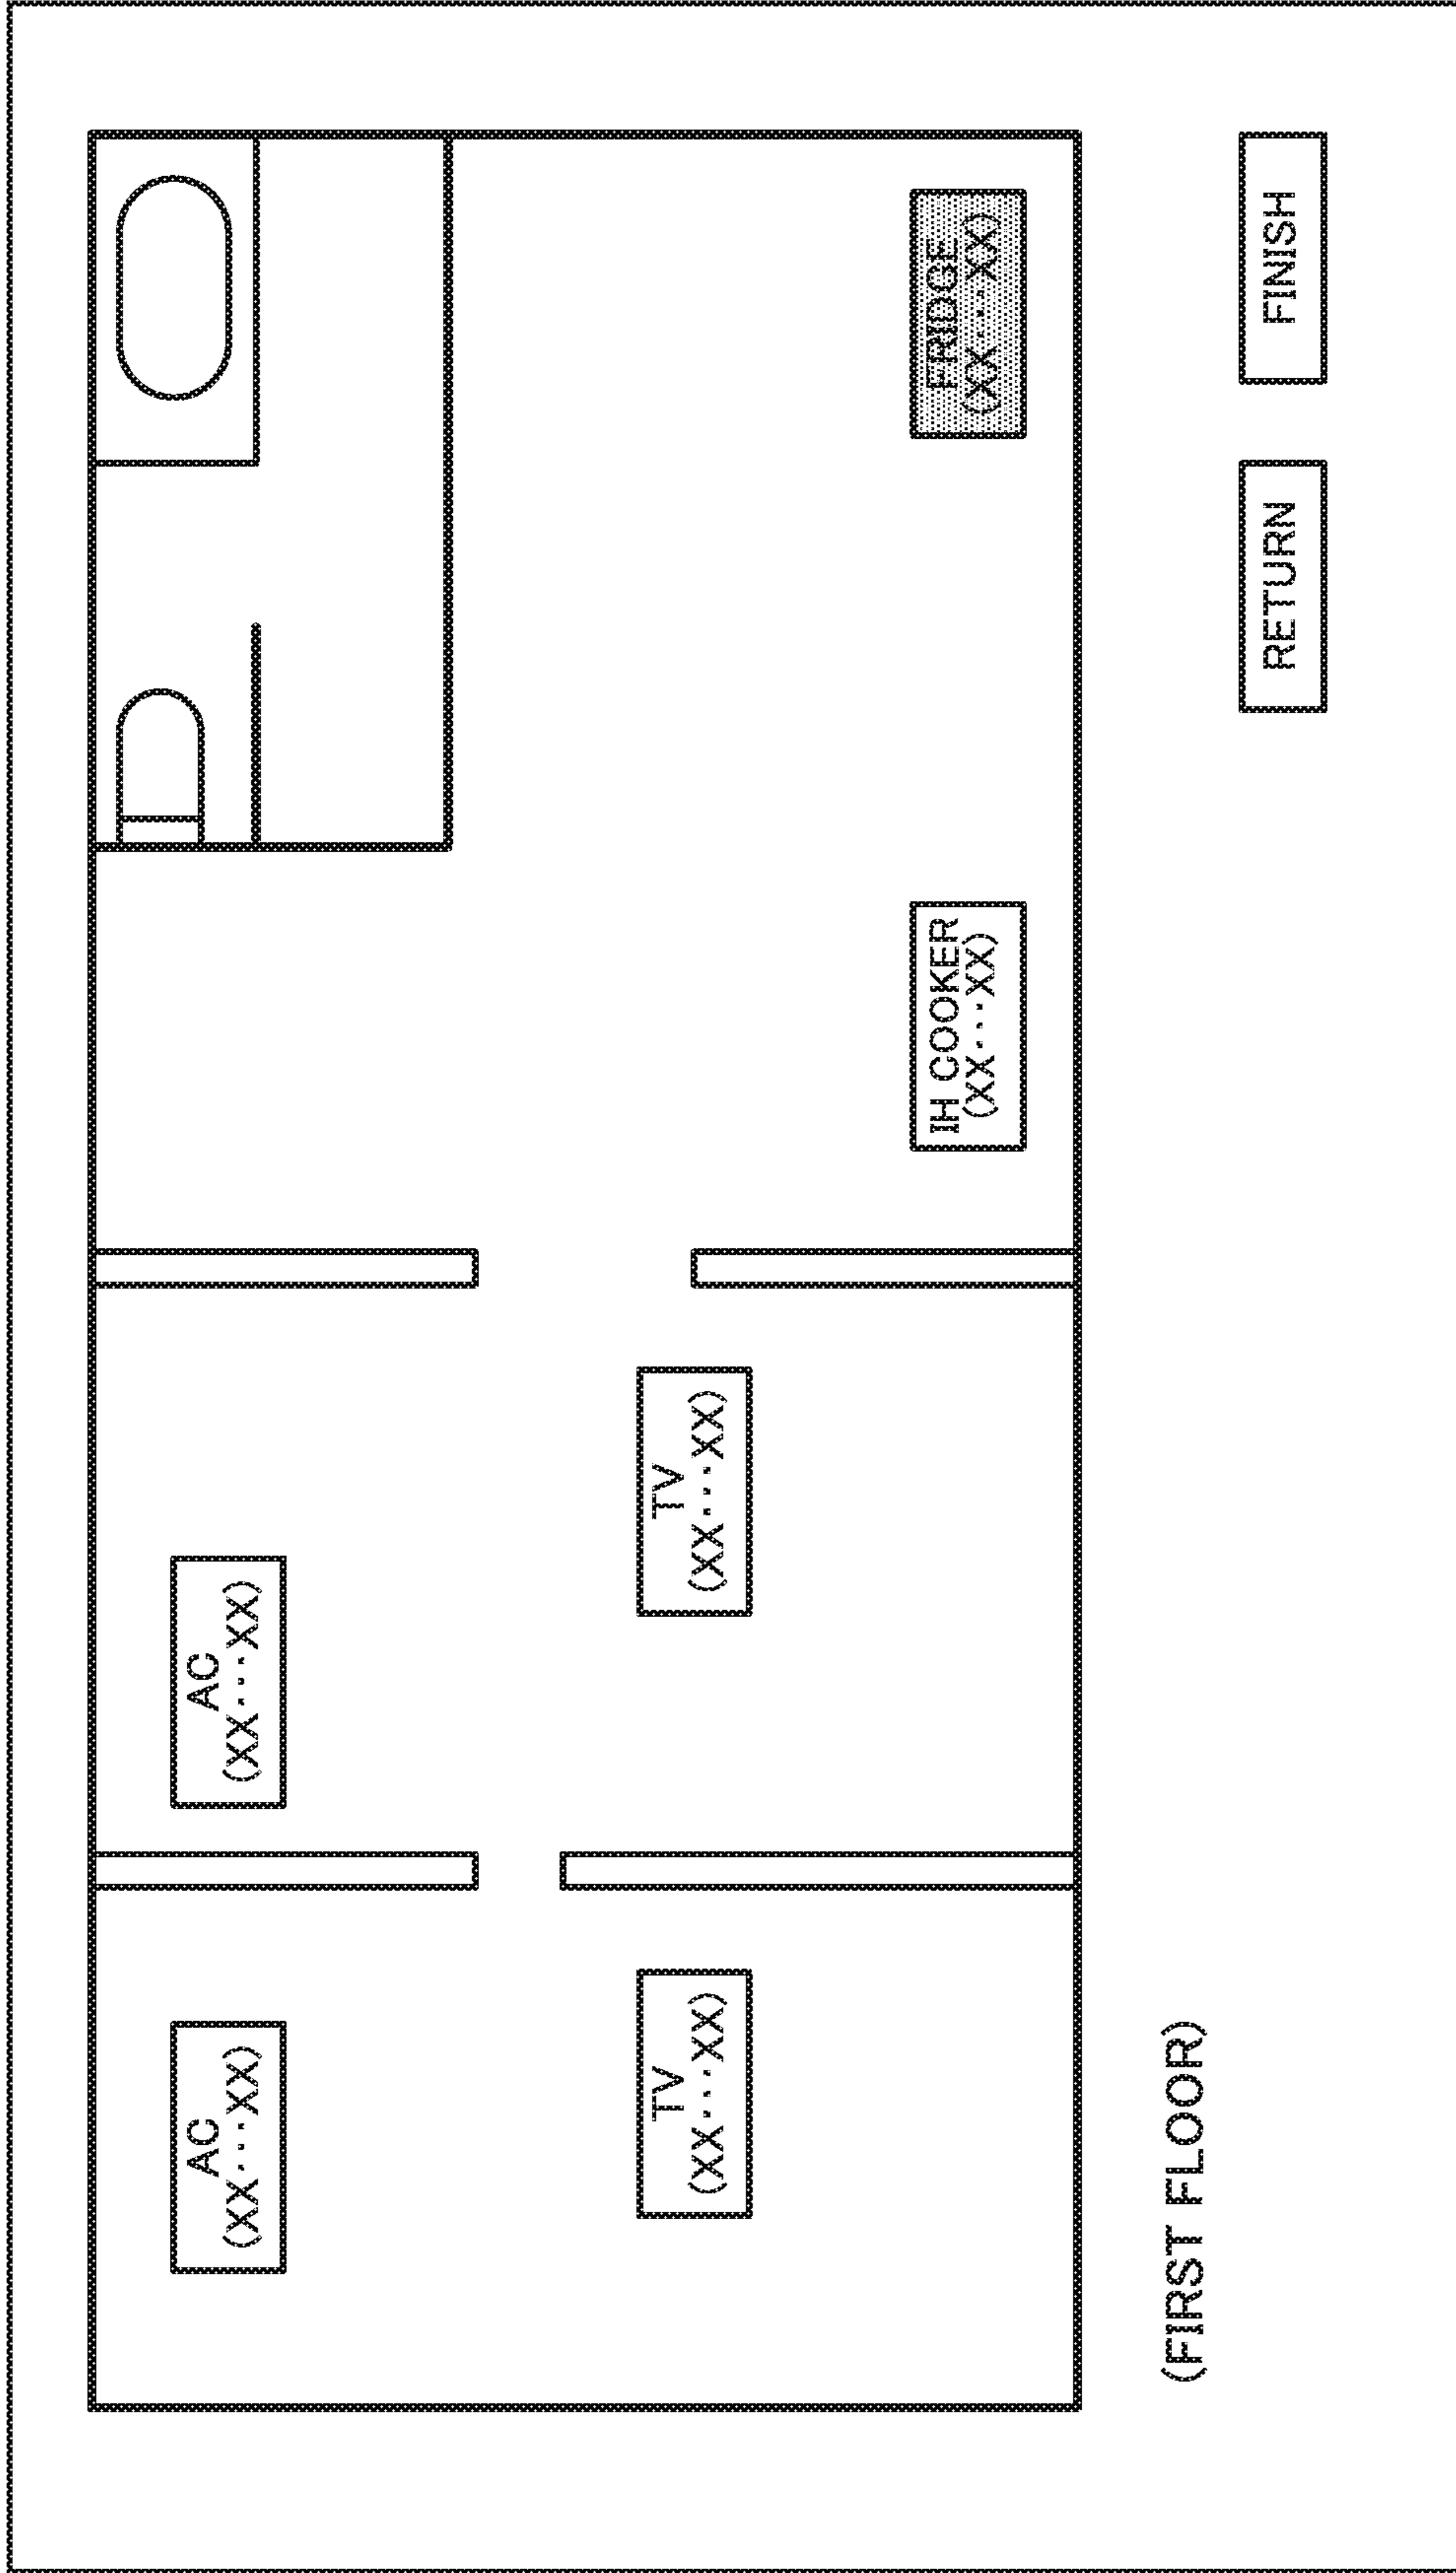 AC
(XX···XX)
AC
(XX···XX)
TV
(XX···XX)
TV
(XX···XX)
IH COOKER
(XX···XX)
FRIDGE
(XX···XX)
(FIRST FLOOR)
RETURN
FINISH